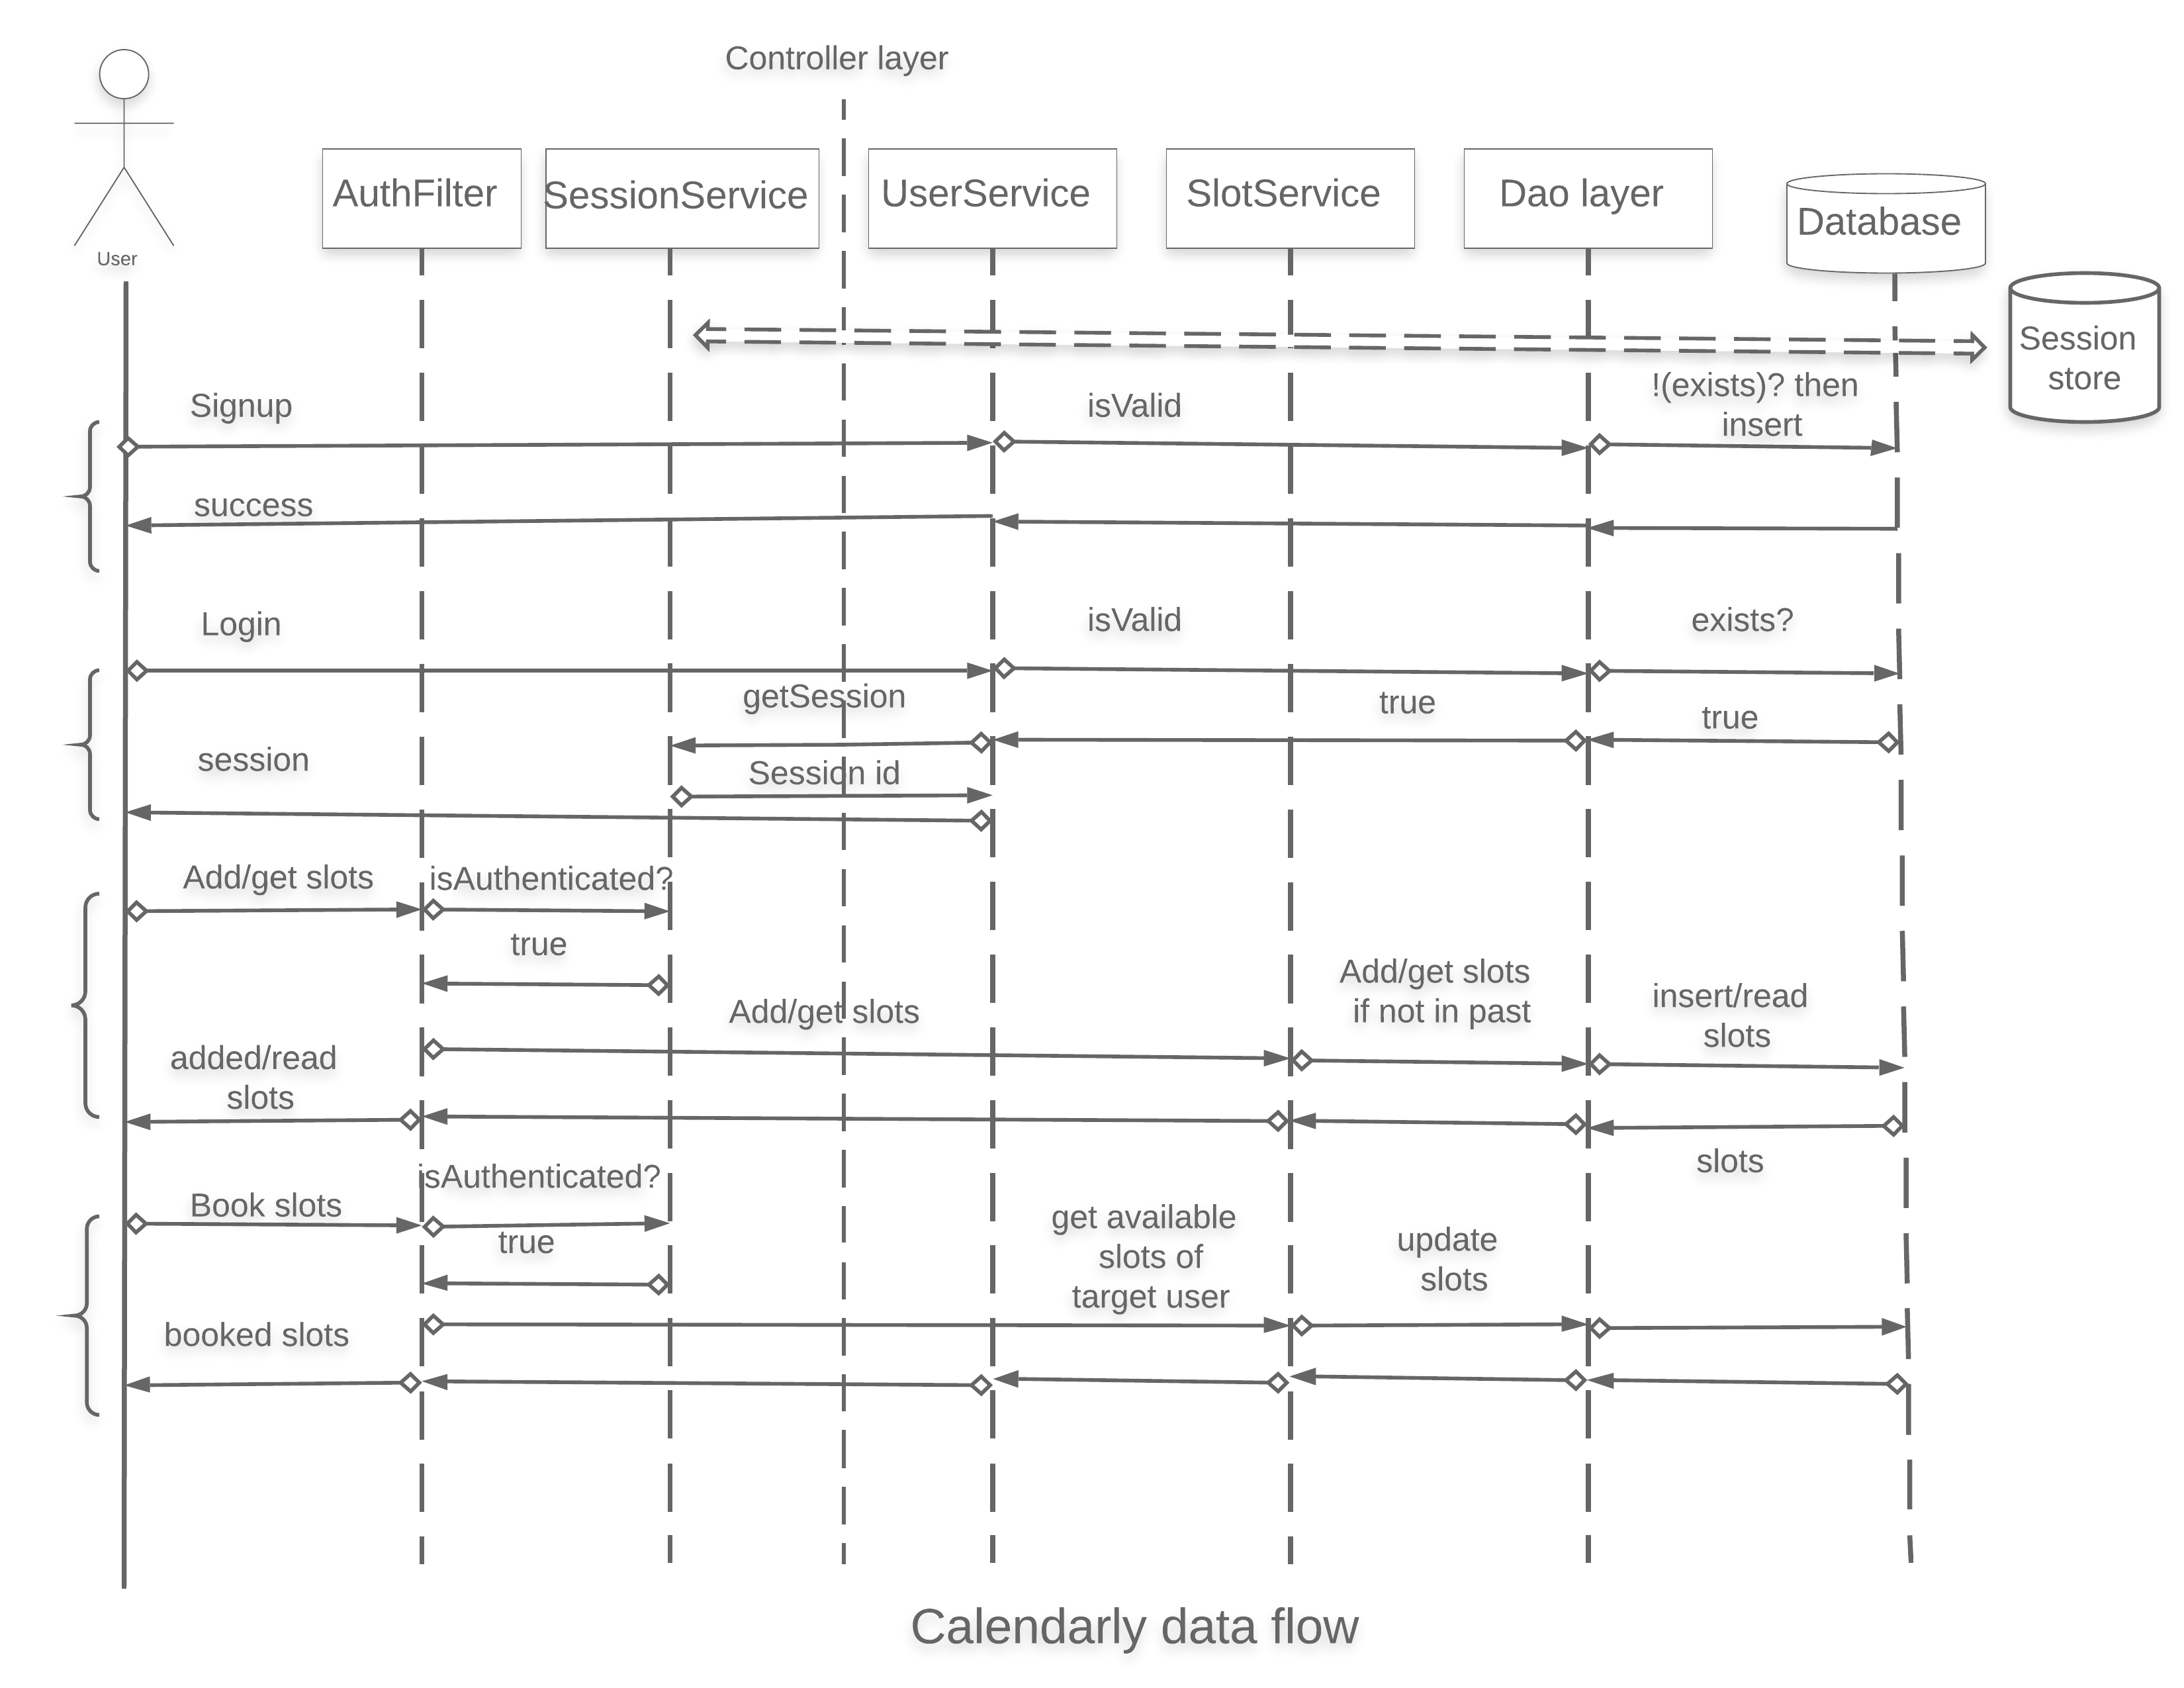 Controller layer
User
AuthFilter
SessionService
UserService
SlotService
Dao layer
Database
Session
store
Signup
isValid
!(exists)? then
insert
success
Login
isValid
exists?
getSession
true
true
session
Session id
Add/get slots
isAuthenticated?
true
Add/get slots
Add/get slots
if not in past
insert/read
slots
added/read
slots
slots
isAuthenticated?
Book slots
true
get available
slots of
target user
update
slots
booked slots
Calendarly data flow